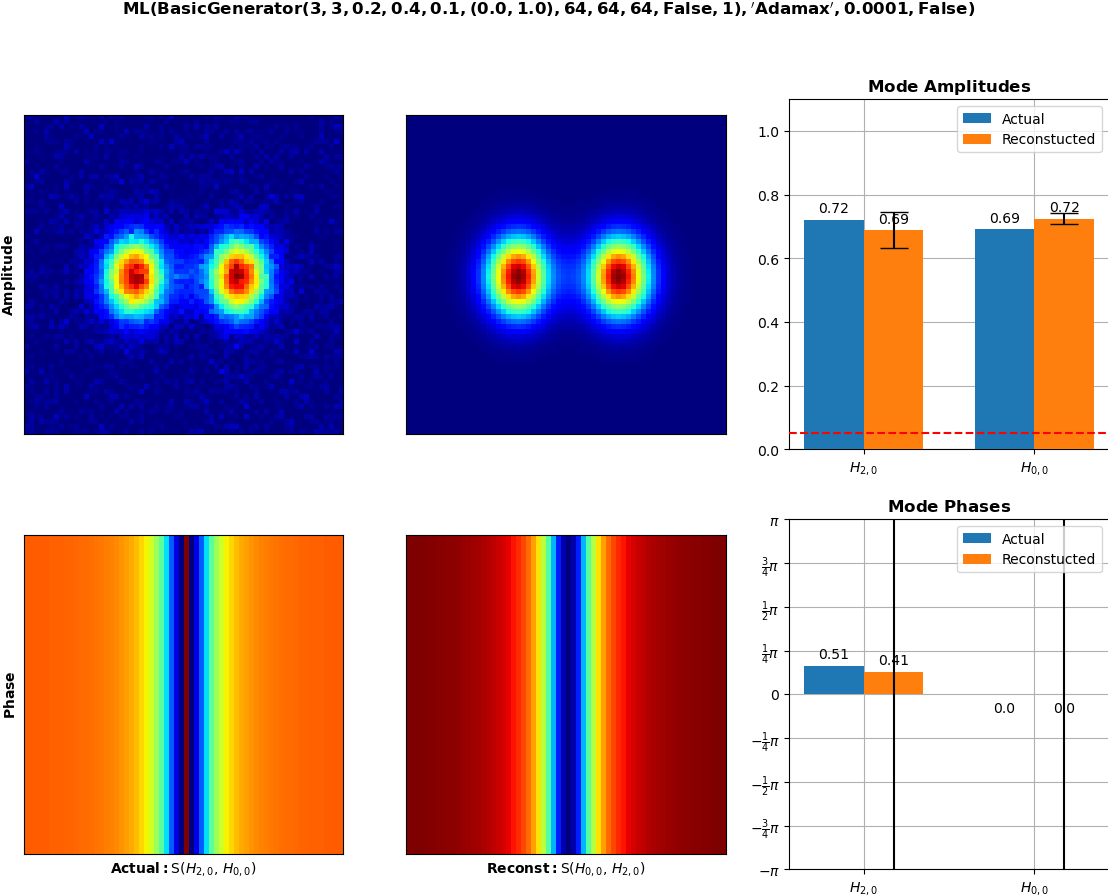 ML(BasicGenerator(3, 3, 0.2, 0.4, 0.1, (0.0, 1.0), 64, 64, 64, False, 1), ′Adamax′, 0.0001, False)
Amplitude
Mode Amplitudes
Actual
Reconstucted
1.0
0.8
0.6
0.4
0.2
0.0
0.72
0.69
0.69
0.72
H2, 0
H0, 0
Phase
Actual: S(H2, 0, H0, 0)
Reconst: S(H0, 0, H2, 0)
Mode Phases
Actual
Reconstucted
π
3/4π
1/2π
1/4π
0
−1/4π
−1/2π
−3/4π
−π
0.51
0.41
0.0
0.0
H2, 0
H0, 0